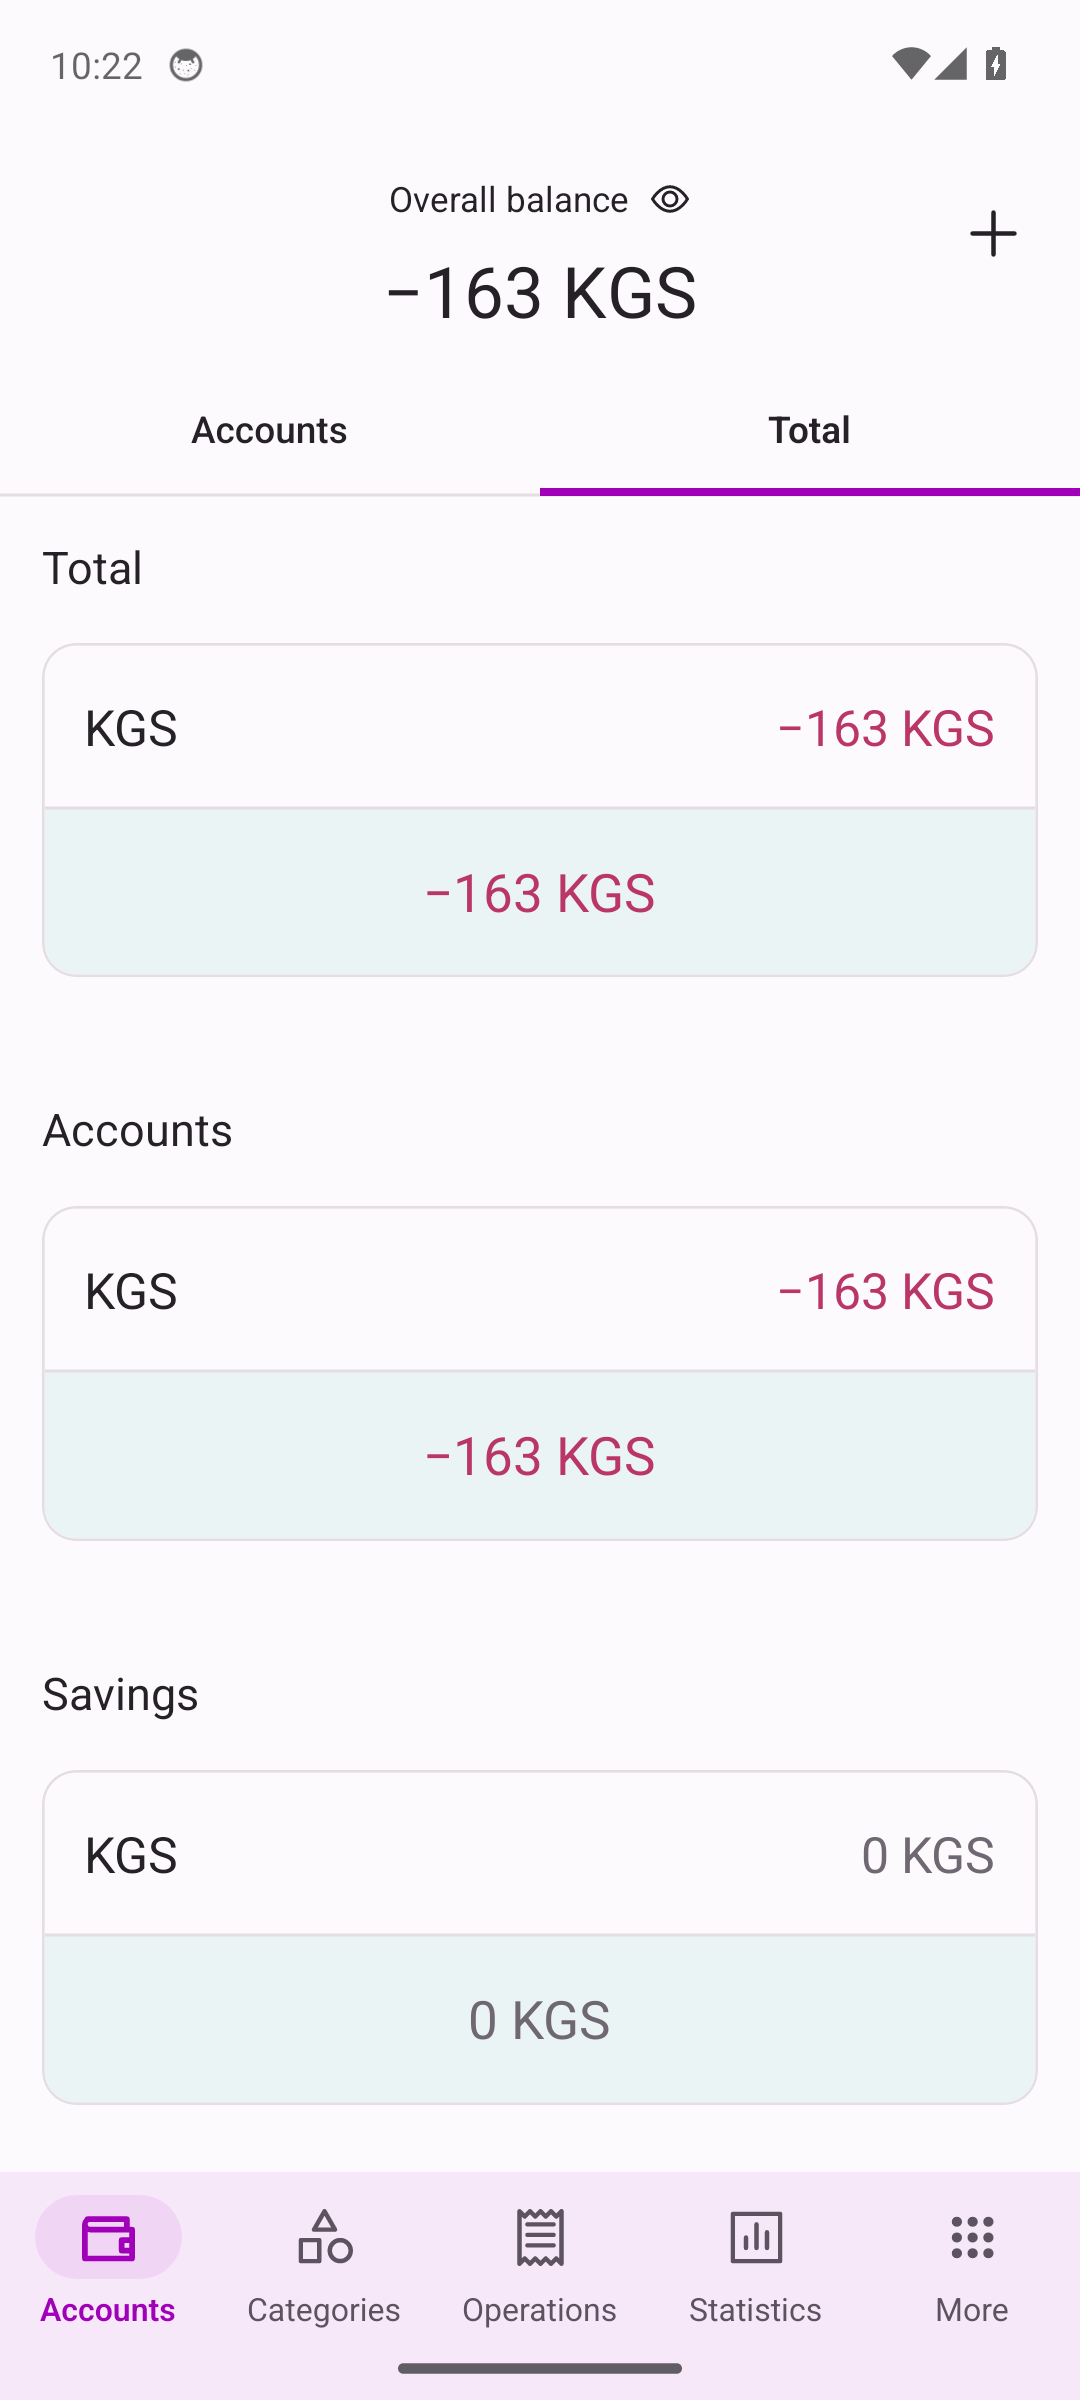 10:22
Overall balance
−163 KGS
Accounts
Total
Total
KGS
−163 KGS
−163 KGS
Accounts
KGS
−163 KGS
−163 KGS
Savings
KGS
0 KGS
0 KGS
Accounts
Categories
Operations
Statistics
More